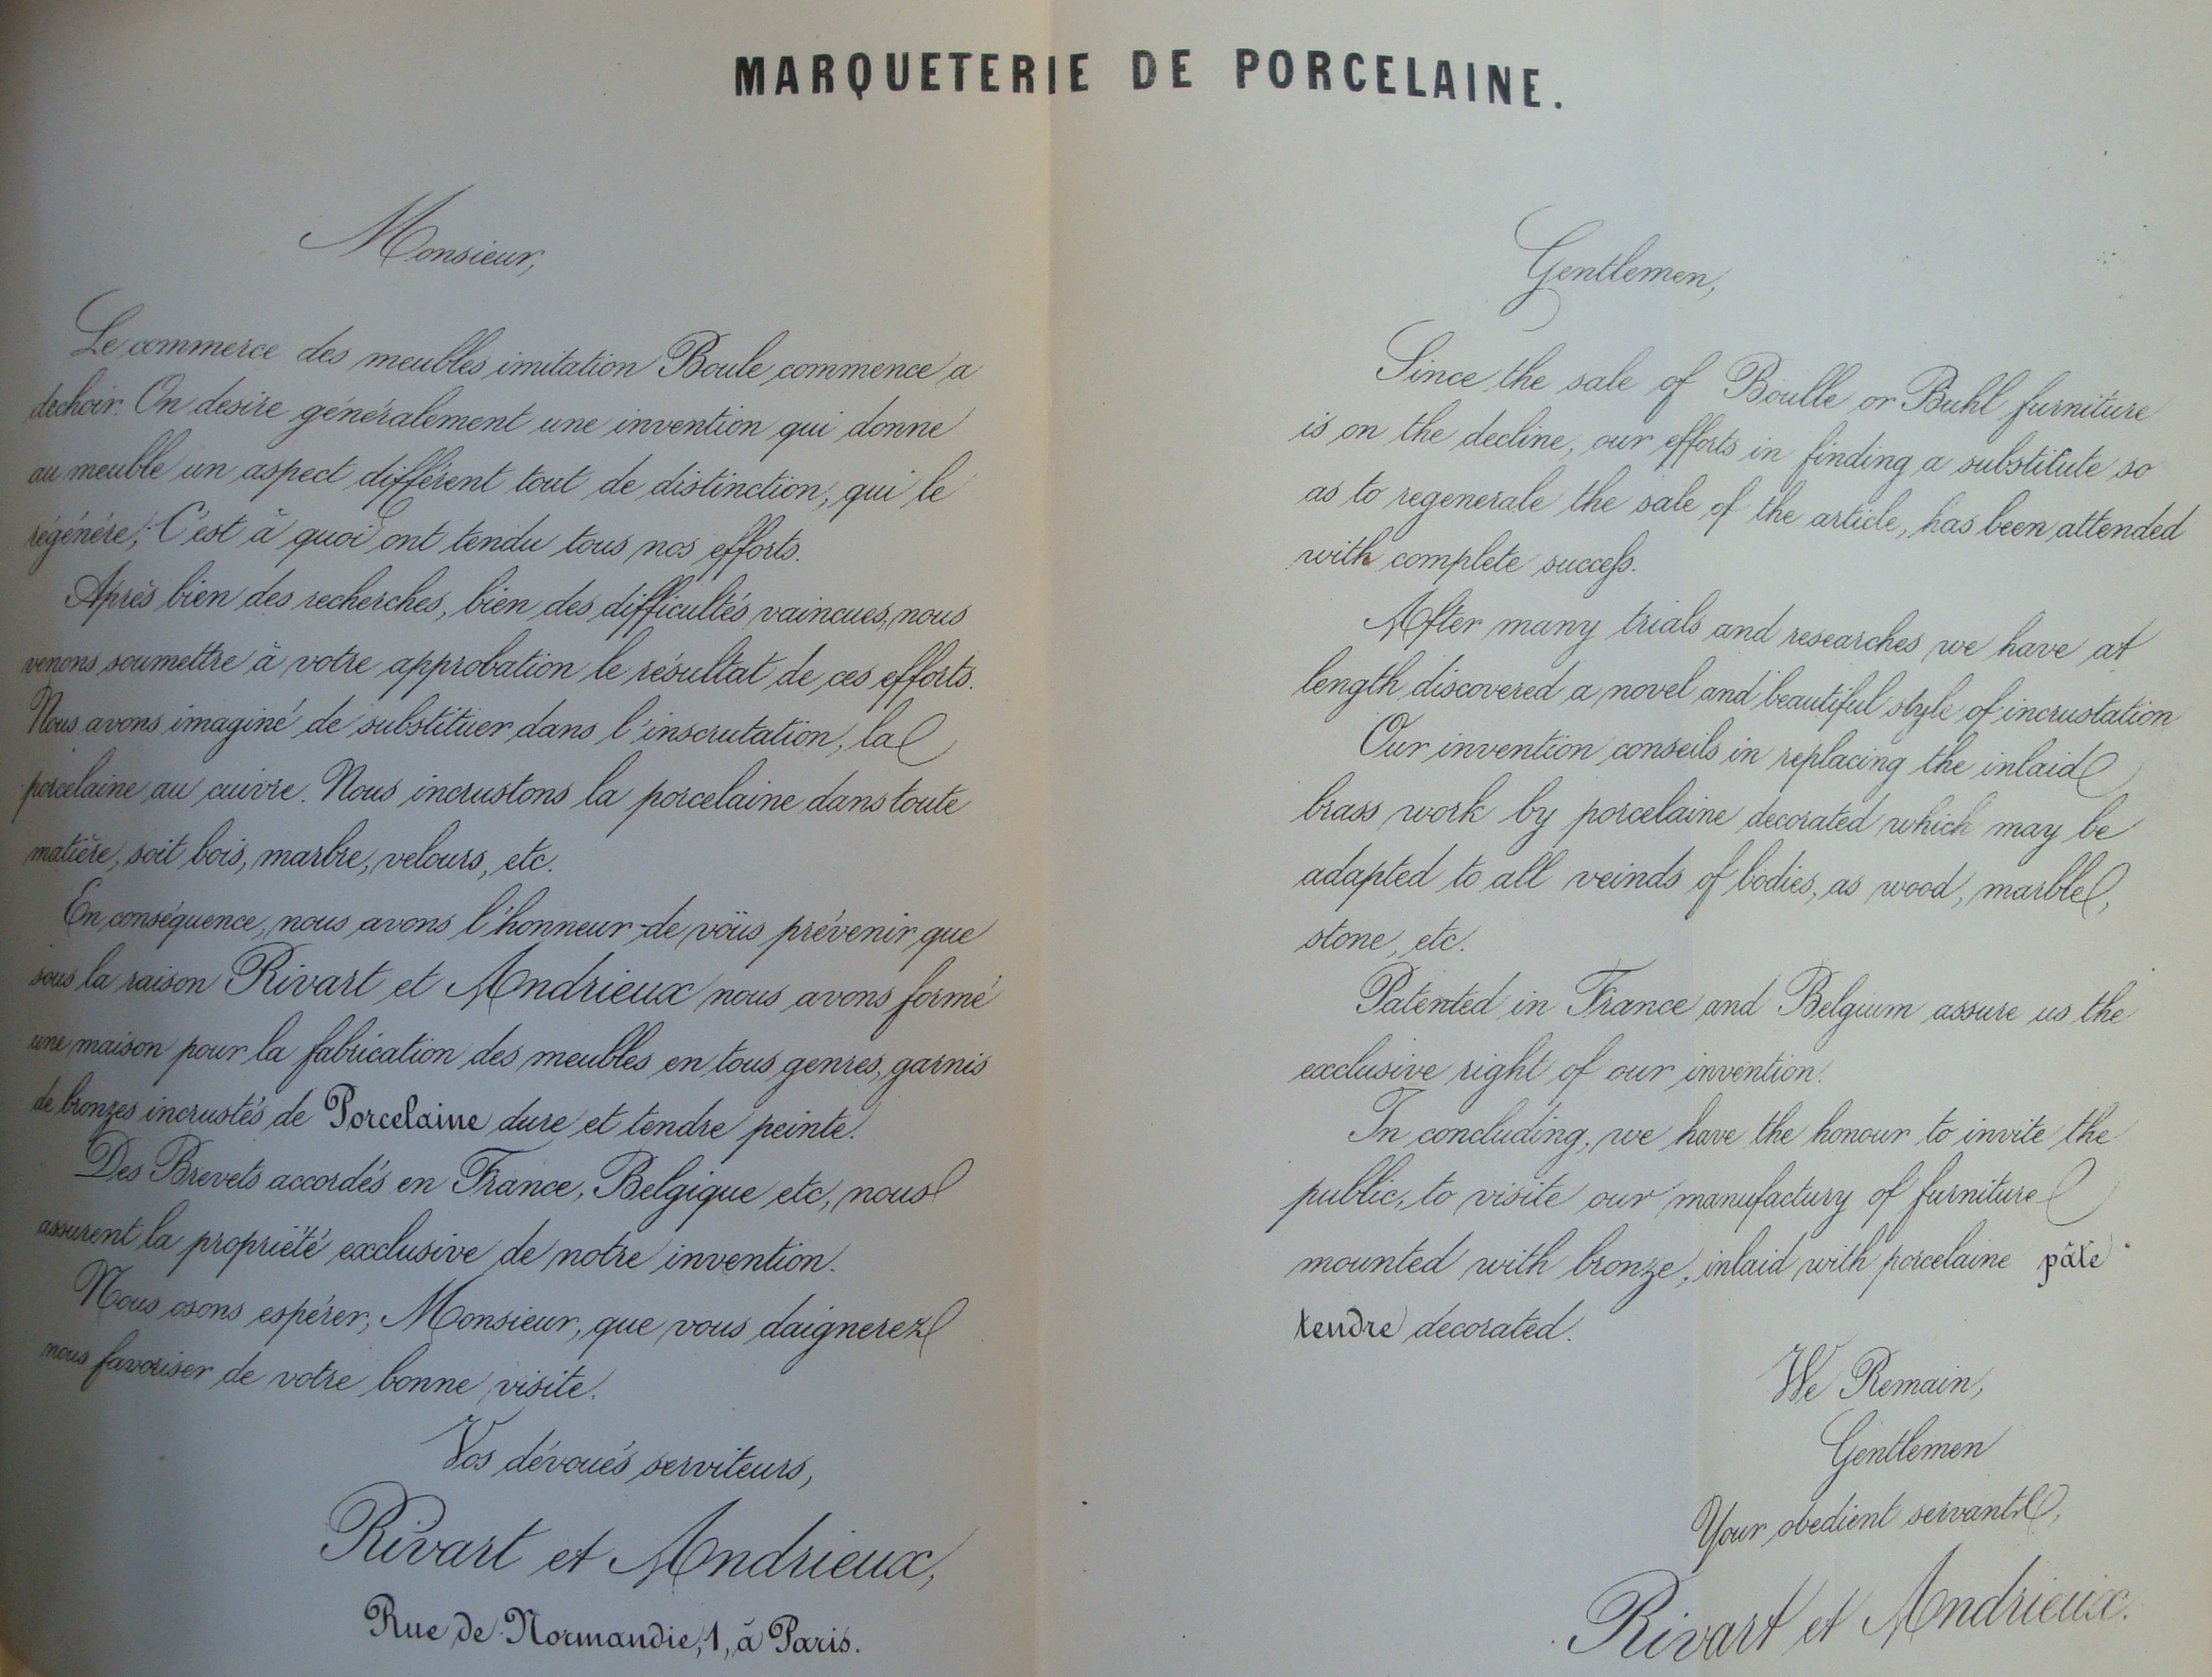 MARQUETERIE DE PORCELAINE.
Monsieur,
Le commerce des meubles imitation Boule commence a
dechoir. On desire généralement une invention qui donne
au meuble un aspect différent tout de distinction, qui le
régénère; C'est à quoi ont tendu tous nos efforts.
Après bien des recherches, bien des difficultés vaincues, nous
venons soumettre à votre approbation le résultat de ces efforts.
Nous avons imaginé de substituer dans l'inscrutation, la
porcelaine au cuivre. Nous incrustons la porcelaine dans toute
matière, soit bois, marbre, velours, etc.
En conséquence, nous avons l'honneur de vous prévenir que
sous la raison Rivart et Andrieux nous avons formé
une maison pour la fabrication des meubles en tous genres, garnis
de bronzes incrustés de Porcelaine dure et tendre peinte.
Des Brevets accordés en France, Belgique etc, nous
assurent la propriété exclusive de notre invention.
Nous osons espérer, Monsieur, que vous daignerez
nous favoriser de votre bonne visite.
Vos dévoués serviteurs,
Rivart et Andrieux,
Rue de Normandie, 1, à Paris.
Gentlemen,
Since the sale of Boulle or Buhl furniture
is on the decline, our efforts in finding a substitute so
as to regenerale the sale of the article, has been attended
with complete success.
After many trials and researches we have at
length discovered a novel and beautiful style of incrustation
Our invention conseils in replacing the inlaid
brass work by porcelaine decorated which may be
adapted to all veinds of bodies, as wood, marble,
stone, etc.
Patented in France and Belgium assure us the
exclusive right of our invention.
In concluding, we have the honour to invite the
public, to visite our manufactury of furniture
mounted with bronze, inlaid with porcelaine pâte
tendre decorated.
We Remain,
Gentlemen
Your obedient servants,
Rivart et Andrieux.